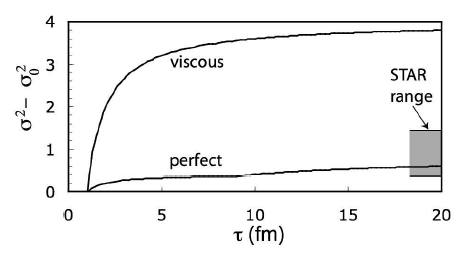 4
3
2
1
0
σ² − σ₀²
viscous
perfect
STAR
range
0 5 10 15 20
τ (fm)